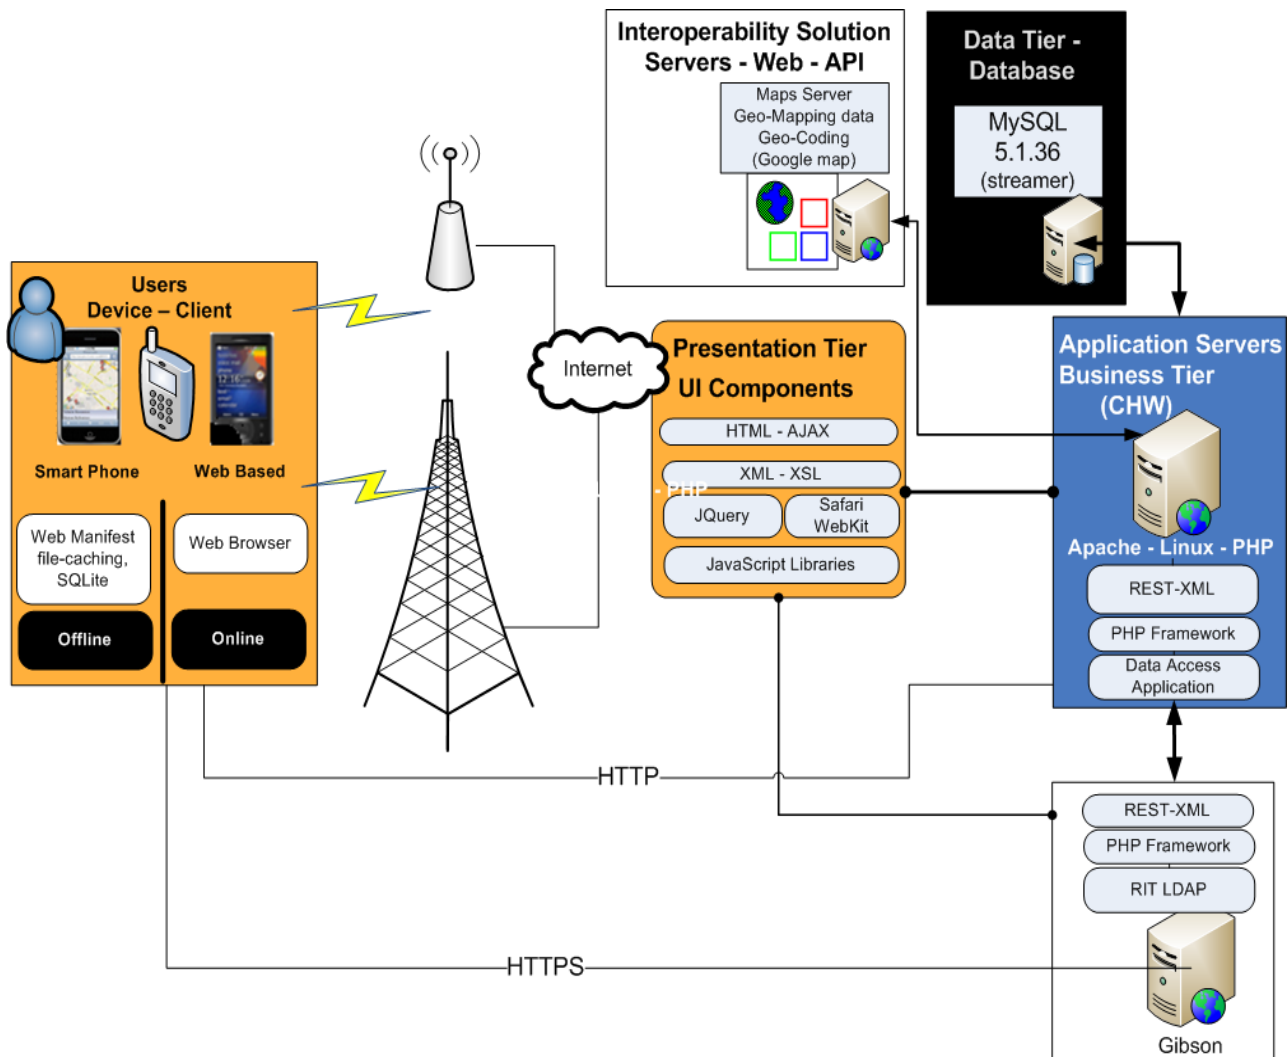 Interoperability Solution
Servers - Web - API
Maps Server
Geo-Mapping data
Geo-Coding
(Google map)
Data Tier -
Database
MySQL
5.1.36
(streamer)
Users
Device – Client
Smart Phone
Web Based
Web Manifest
file-caching,
SQLite
Web Browser
Offline
Online
Internet
Presentation Tier
UI Components
HTML - AJAX
XML - XSL
- PHP
JQuery
Safari
WebKit
JavaScript Libraries
Application Servers
Business Tier
(CHW)
Apache - Linux - PHP
REST-XML
PHP Framework
Data Access
Application
HTTP
REST-XML
PHP Framework
RIT LDAP
HTTPS
Gibson